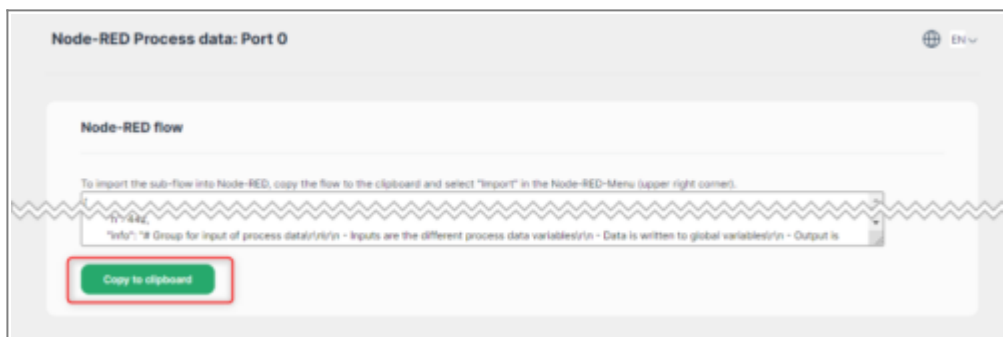 Node-RED Process data: Port 0
EN
Node-RED flow
To import the sub-flow into Node-RED, copy the flow to the clipboard and select "Import" in the Node-RED-Menu (upper right corner).
"info": "# Group for input of process data\r\n\r\n - Inputs are the different process data variables\r\n - Data is written to global variables\r\n - Output is
Copy to clipboard